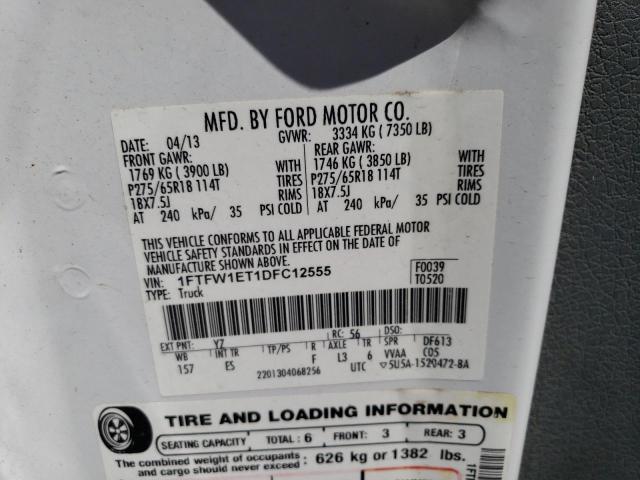 MFD. BY FORD MOTOR CO.
DATE: 04/13 GVWR: 3334 KG ( 7350 LB)
FRONT GAWR: REAR GAWR:
1769 KG ( 3900 LB) WITH 1746 KG ( 3850 LB) WITH
P275/65R18 114T TIRES P275/65R18 114T TIRES
18X7.5J RIMS 18X7.5J RIMS
AT 240 kPa/ 35 PSI COLD AT 240 kPa/ 35 PSI COLD
THIS VEHICLE CONFORMS TO ALL APPLICABLE FEDERAL MOTOR
VEHICLE SAFETY STANDARDS IN EFFECT ON THE DATE OF
MANUFACTURE SHOWN ABOVE.
VIN: 1FTFW1ET1DFC12555 F0039
TYPE: Truck T0520
EXT PNT: YZ RC: 56 DSO:
WB INT TR TP/PS R AXLE TR SPR DF613
157 ES F L3 6 VVAA C05
2201304068256 UTC ▽5U5A-1520472-8A
TIRE AND LOADING INFORMATION
SEATING CAPACITY TOTAL: 6 FRONT: 3 REAR: 3
The combined weight of occupants
and cargo should never exceed: 626 kg or 1382 lbs.
1FT